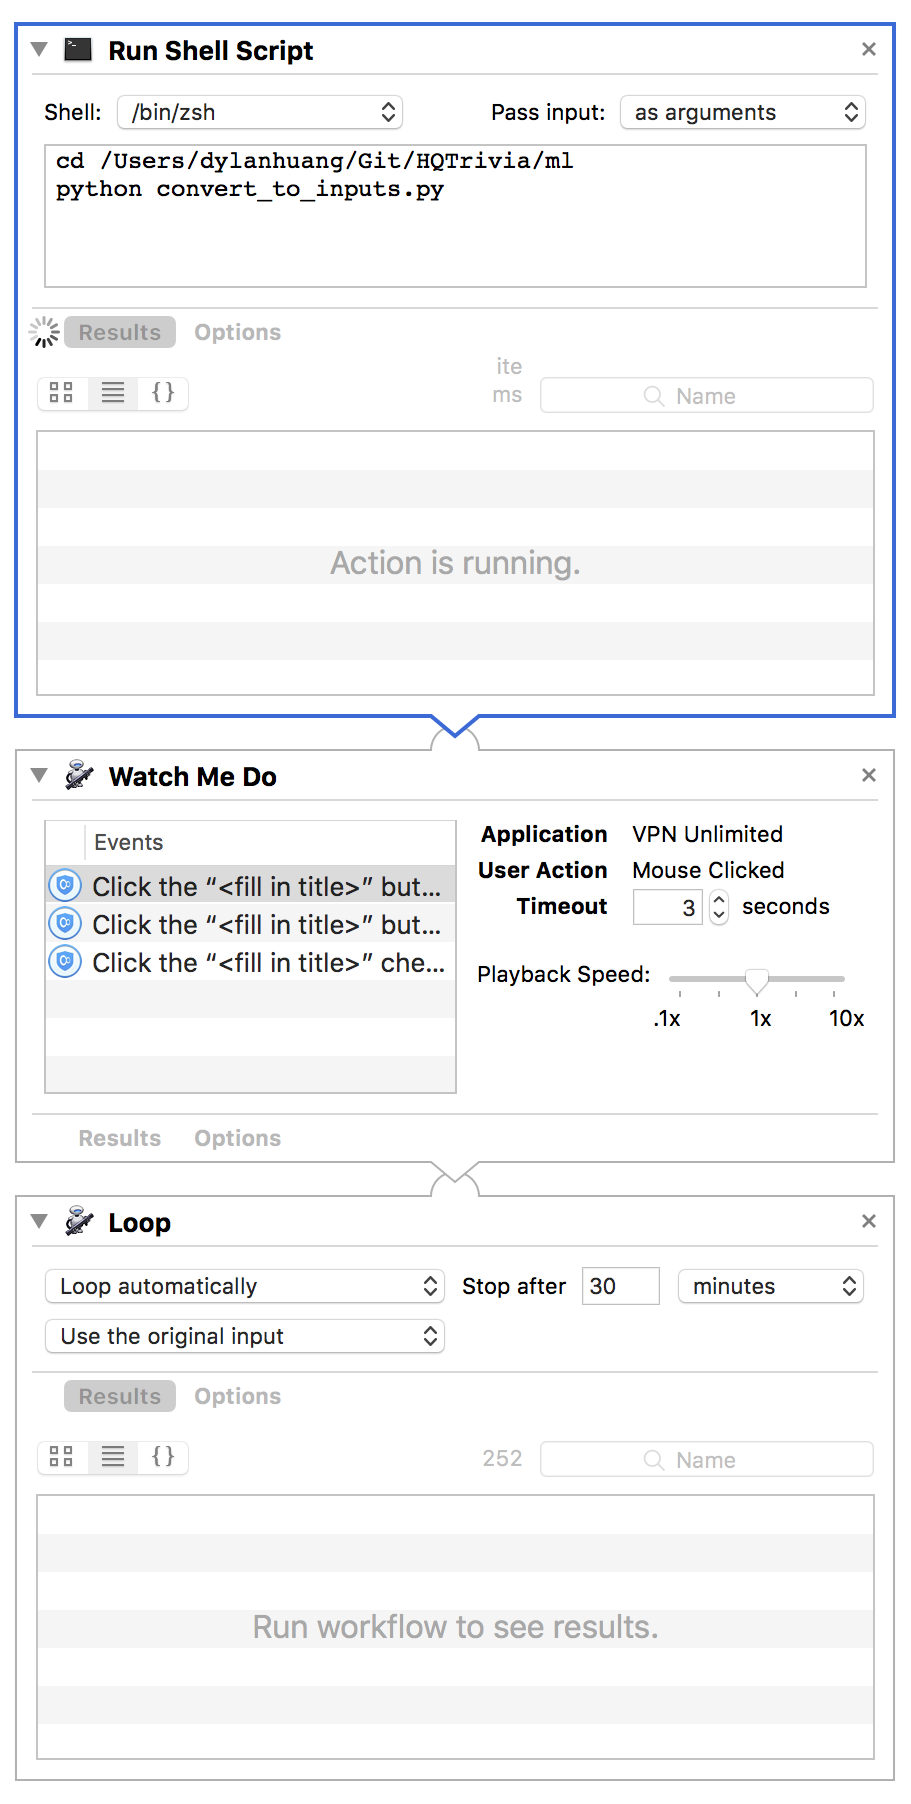 Run Shell Script
Shell: /bin/zsh Pass input: as arguments
cd /Users/dylanhuang/Git/HQTrivia/ml
python convert_to_inputs.py
Results Options
ite
ms
Name
Action is running.
Watch Me Do
Events
Click the “<fill in title>” but...
Click the “<fill in title>” but...
Click the “<fill in title>” che...
Application VPN Unlimited
User Action Mouse Clicked
Timeout 3 seconds
Playback Speed:
.1x 1x 10x
Results Options
Loop
Loop automatically Stop after 30 minutes
Use the original input
Results Options
252 Name
Run workflow to see results.